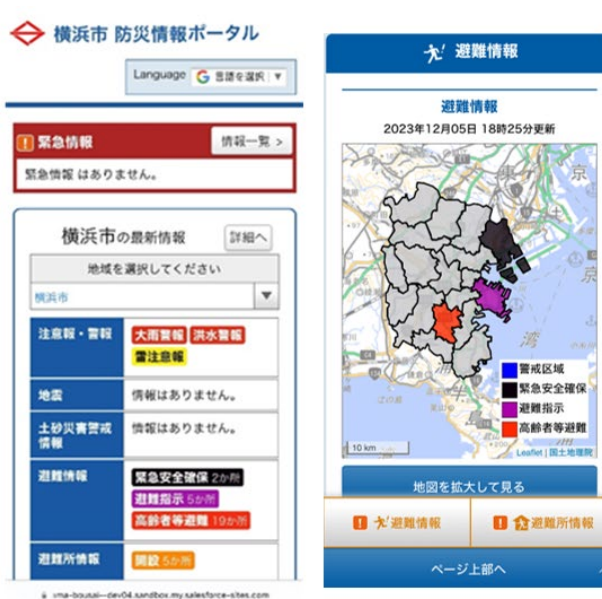 横浜市 防災情報ポータル
Language G 言語を選択 ▼
! 緊急情報
情報一覧 >
緊急情報 はありません。
横浜市の最新情報
詳細へ
地域を選択してください
横浜市 ▼
注意報・警報
大雨警報 洪水警報
雷注意報
地震
情報はありません。
土砂災害警戒
情報
情報はありません。
避難情報
緊急安全確保 2か所
避難指示 5か所
高齢者等避難 19か所
避難所情報
開設 5か所
yma-bousai--dev04.sandbox.my.salesforce-sites.com
避難情報
避難情報
2023年12月05日 18時25分更新
東
京
湾
警戒区域
緊急安全確保
避難指示
高齢者等避難
10 km
Leaflet | 国土地理院
地図を拡大して見る
! 避難情報
! 避難所情報
ページ上部へ